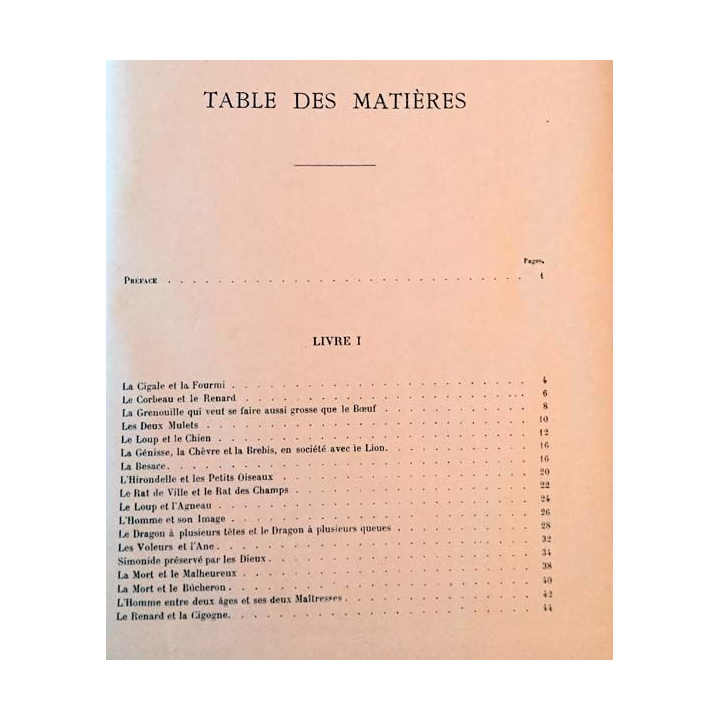 TABLE DES MATIÈRES
Pages.
PRÉFACE . . . . . . . . . . . . . . . . . . . . . . . . . . . . 1
LIVRE I
La Cigale et la Fourmi . . . . . . . . . . . . . . . . . . . . 4
Le Corbeau et le Renard . . . . . . . . . . . . . . . . . . . . 6
La Grenouille qui veut se faire aussi grosse que le Bœuf . . . . . . . . . . 8
Les Deux Mulets . . . . . . . . . . . . . . . . . . . . . . 10
Le Loup et le Chien . . . . . . . . . . . . . . . . . . . . . 12
La Génisse, la Chèvre et la Brebis, en société avec le Lion. . . . . . . . . . . 16
La Besace. . . . . . . . . . . . . . . . . . . . . . . . . 16
L'Hirondelle et les Petits Oiseaux . . . . . . . . . . . . . . . . . 20
Le Rat de Ville et le Rat des Champs . . . . . . . . . . . . . . . . 22
Le Loup et l'Agneau . . . . . . . . . . . . . . . . . . . . . 24
L'Homme et son Image . . . . . . . . . . . . . . . . . . . . 26
Le Dragon à plusieurs têtes et le Dragon à plusieurs queues . . . . . . . . . . 28
Les Voleurs et l'Ane . . . . . . . . . . . . . . . . . . . . . 32
Simonide préservé par les Dieux . . . . . . . . . . . . . . . . . . 34
La Mort et le Malheureux . . . . . . . . . . . . . . . . . . . . 38
La Mort et le Bûcheron . . . . . . . . . . . . . . . . . . . . 40
L'Homme entre deux âges et ses deux Maîtresses . . . . . . . . . . . . . 42
Le Renard et la Cigogne. . . . . . . . . . . . . . . . . . . . . 44